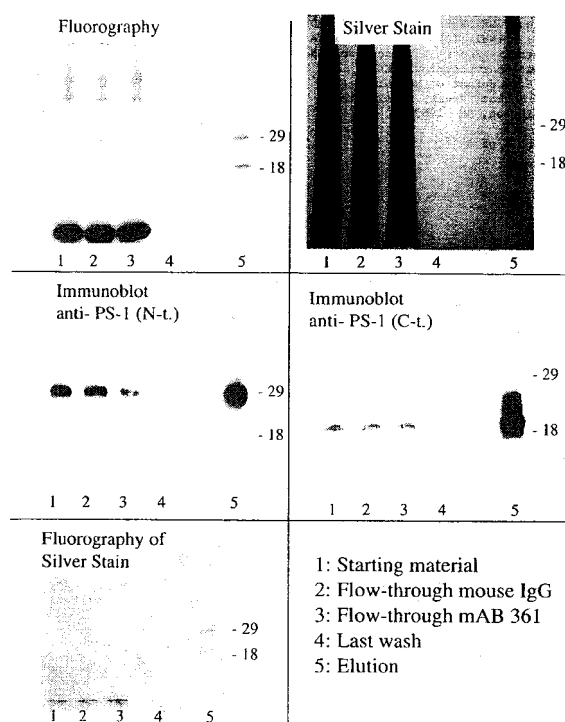 Fluorography
- 29
- 18
1 2 3 4 5
Silver Stain
- 29
- 18
1 2 3 4 5
Immunoblot
anti- PS-1 (N-t.)
- 29
- 18
1 2 3 4 5
Immunoblot
anti- PS-1 (C-t.)
- 29
- 18
1 2 3 4 5
Fluorography of
Silver Stain
- 29
- 18
1 2 3 4 5
1: Starting material
2: Flow-through mouse IgG
3: Flow-through mAB 361
4: Last wash
5: Elution